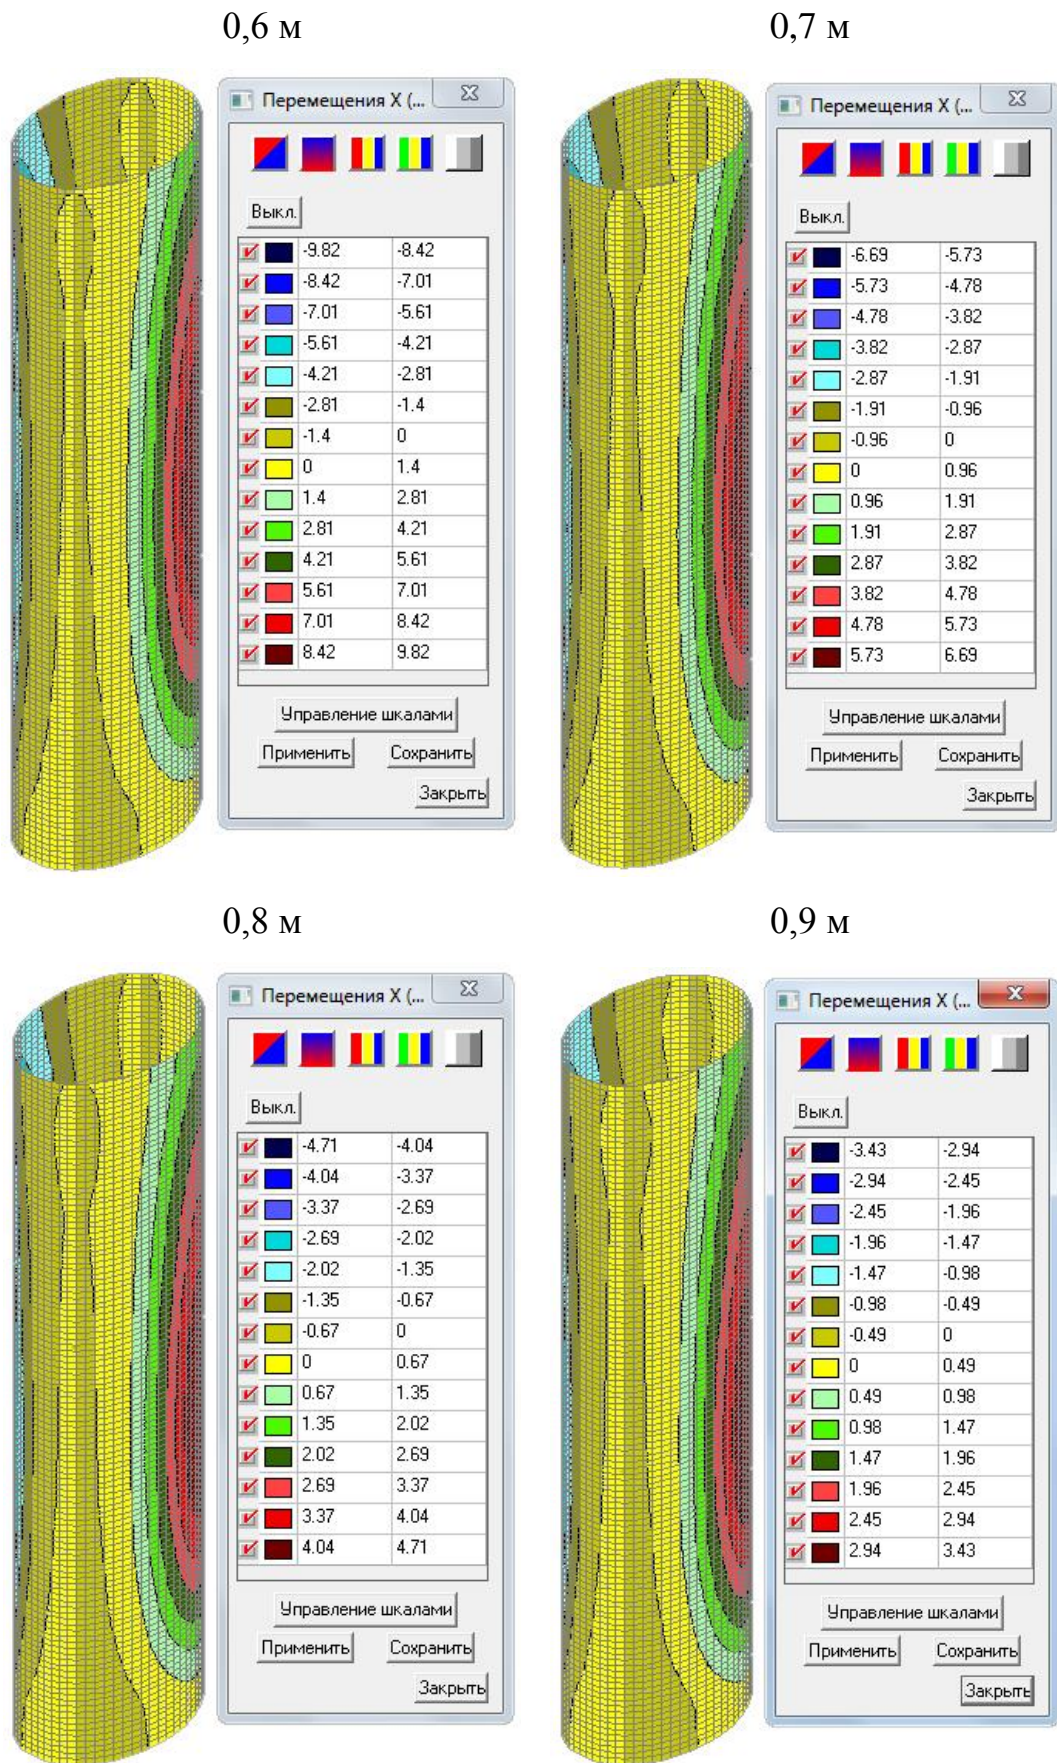 0,6 м
0,7 м
Перемещения X (...
Выкл.
-9.82 -8.42
-8.42 -7.01
-7.01 -5.61
-5.61 -4.21
-4.21 -2.81
-2.81 -1.4
-1.4 0
0 1.4
1.4 2.81
2.81 4.21
4.21 5.61
5.61 7.01
7.01 8.42
8.42 9.82
Управление шкалами
Применить Сохранить
Закрыть
Перемещения X (...
Выкл.
-6.69 -5.73
-5.73 -4.78
-4.78 -3.82
-3.82 -2.87
-2.87 -1.91
-1.91 -0.96
-0.96 0
0 0.96
0.96 1.91
1.91 2.87
2.87 3.82
3.82 4.78
4.78 5.73
5.73 6.69
Управление шкалами
Применить Сохранить
Закрыть
0,8 м
0,9 м
Перемещения X (...
Выкл.
-4.71 -4.04
-4.04 -3.37
-3.37 -2.69
-2.69 -2.02
-2.02 -1.35
-1.35 -0.67
-0.67 0
0 0.67
0.67 1.35
1.35 2.02
2.02 2.69
2.69 3.37
3.37 4.04
4.04 4.71
Управление шкалами
Применить Сохранить
Закрыть
Перемещения X (...
Выкл.
-3.43 -2.94
-2.94 -2.45
-2.45 -1.96
-1.96 -1.47
-1.47 -0.98
-0.98 -0.49
-0.49 0
0 0.49
0.49 0.98
0.98 1.47
1.47 1.96
1.96 2.45
2.45 2.94
2.94 3.43
Управление шкалами
Применить Сохранить
Закрыть